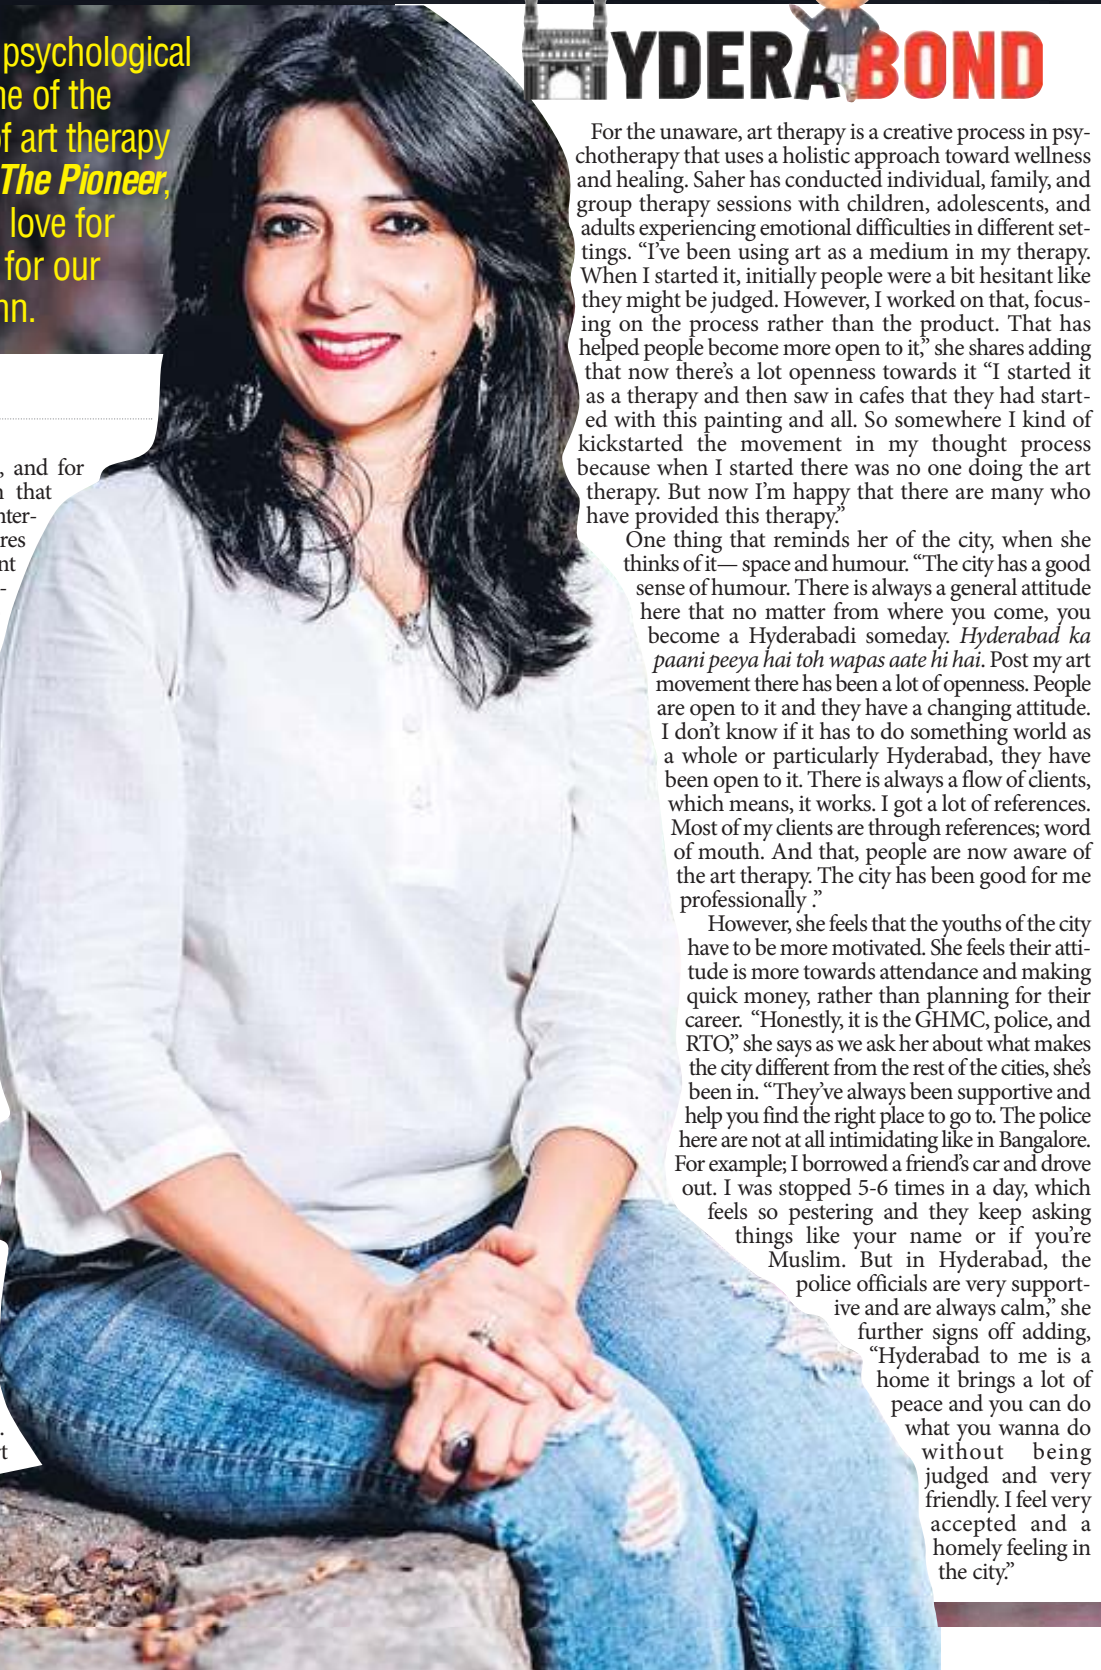 psychological
ne of the
of art therapy
The Pioneer,
love for
for our
nn.
, and for
n that
nter-
res
nt
-
.
rt
HYDERABOND
For the unaware, art therapy is a creative process in psy-
chotherapy that uses a holistic approach toward wellness
and healing. Saher has conducted individual, family, and
group therapy sessions with children, adolescents, and
adults experiencing emotional difficulties in different set-
tings. “I’ve been using art as a medium in my therapy.
When I started it, initially people were a bit hesitant like
they might be judged. However, I worked on that, focus-
ing on the process rather than the product. That has
helped people become more open to it,” she shares adding
that now there’s a lot openness towards it “I started it
as a therapy and then saw in cafes that they had start-
ed with this painting and all. So somewhere I kind of
kickstarted the movement in my thought process
because when I started there was no one doing the art
therapy. But now I’m happy that there are many who
have provided this therapy.”
One thing that reminds her of the city, when she
thinks of it— space and humour. “The city has a good
sense of humour. There is always a general attitude
here that no matter from where you come, you
become a Hyderabadi someday. Hyderabad ka
paani peeya hai toh wapas aate hi hai. Post my art
movement there has been a lot of openness. People
are open to it and they have a changing attitude.
I don’t know if it has to do something world as
a whole or particularly Hyderabad, they have
been open to it. There is always a flow of clients,
which means, it works. I got a lot of references.
Most of my clients are through references; word
of mouth. And that, people are now aware of
the art therapy. The city has been good for me
professionally .”
However, she feels that the youths of the city
have to be more motivated. She feels their atti-
tude is more towards attendance and making
quick money, rather than planning for their
career. “Honestly, it is the GHMC, police, and
RTO,” she says as we ask her about what makes
the city different from the rest of the cities, she’s
been in. “They’ve always been supportive and
help you find the right place to go to. The police
here are not at all intimidating like in Bangalore.
For example; I borrowed a friend’s car and drove
out. I was stopped 5-6 times in a day, which
feels so pestering and they keep asking
things like your name or if you’re
Muslim. But in Hyderabad, the
police officials are very support-
ive and are always calm,” she
further signs off adding,
“Hyderabad to me is a
home it brings a lot of
peace and you can do
what you wanna do
without being
judged and very
friendly. I feel very
accepted and a
homely feeling in
the city.”